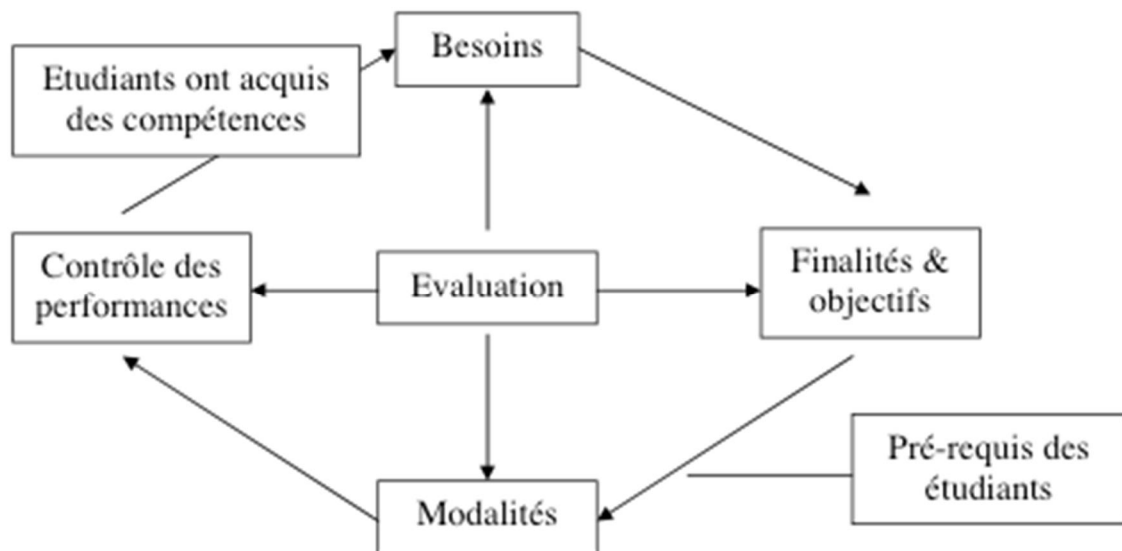 Besoins
Etudiants ont acquis
des compétences
Contrôle des
performances
Evaluation
Finalités &
objectifs
Pré-requis des
étudiants
Modalités